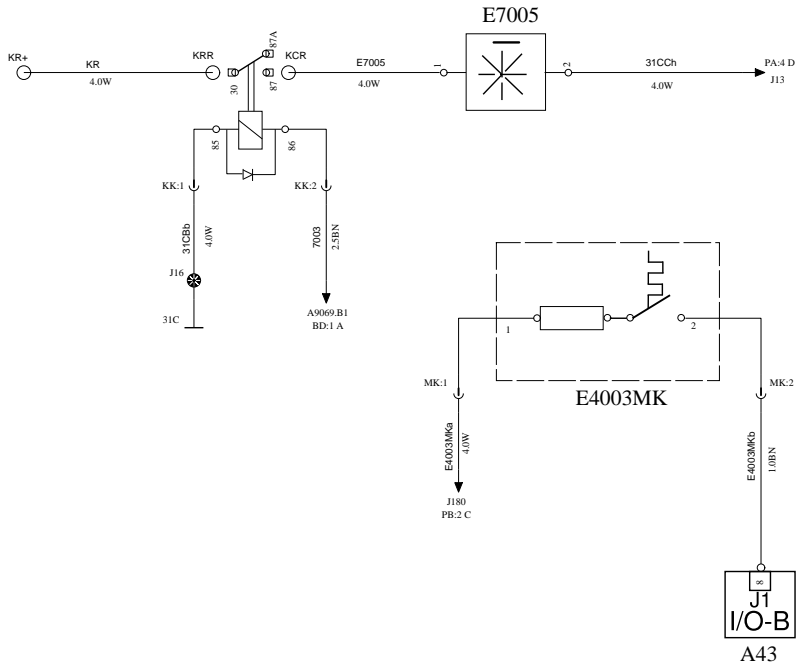 E7005
KR+
KR
4.0W
KRR
30
87A
87
KCR
E7005
4.0W
1
2
31CCh
4.0W
PA:4 D
J13
85
86
KK:1
KK:2
31CBb
4.0W
7003
2.5BN
J16
31C
A9069.B1
BD:1 A
1
2
E4003MK
MK:1
MK:2
E4003MKa
4.0W
E4003MKb
1.0BN
J180
PB:2 C
8
J1
I/O-B
A43